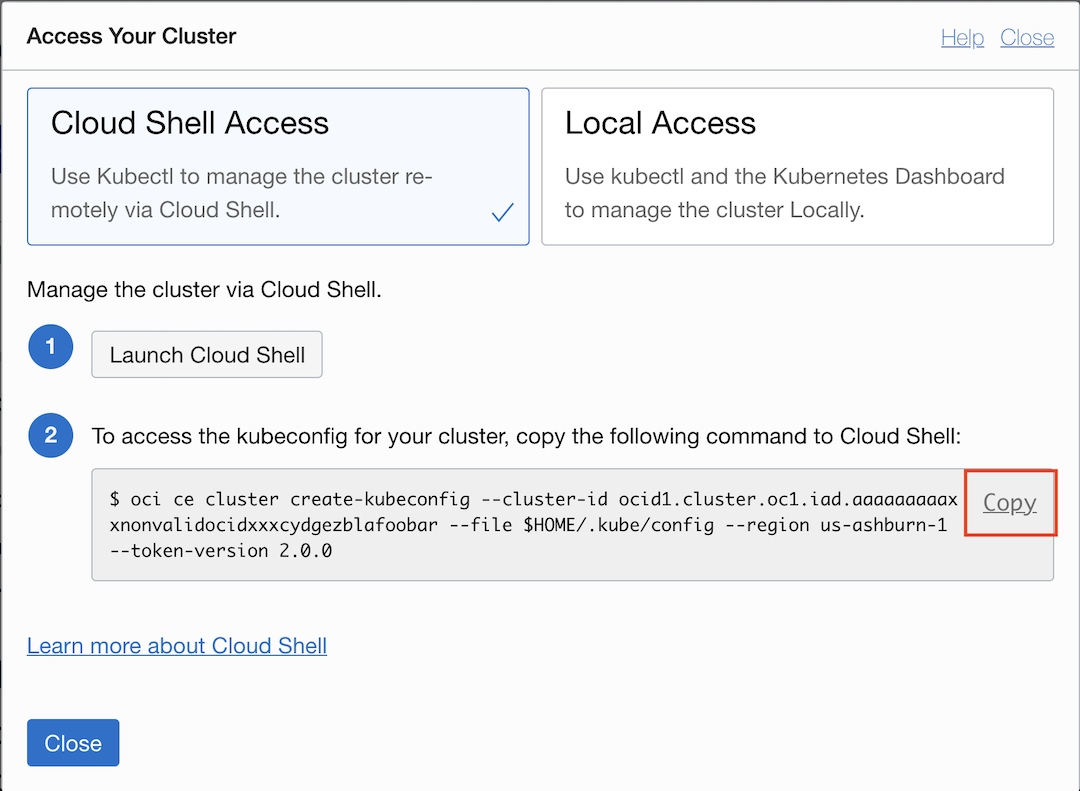 Access Your Cluster
Help Close
Cloud Shell Access
Use Kubectl to manage the cluster re-
motely via Cloud Shell.
Local Access
Use kubectl and the Kubernetes Dashboard
to manage the cluster Locally.
Manage the cluster via Cloud Shell.
1
Launch Cloud Shell
2
To access the kubeconfig for your cluster, copy the following command to Cloud Shell:
$ oci ce cluster create-kubeconfig --cluster-id ocid1.cluster.oc1.iad.aaaaaaaaax
xnonvalidocidxxxcydgezblafoobar --file $HOME/.kube/config --region us-ashburn-1
--token-version 2.0.0
Copy
Learn more about Cloud Shell
Close